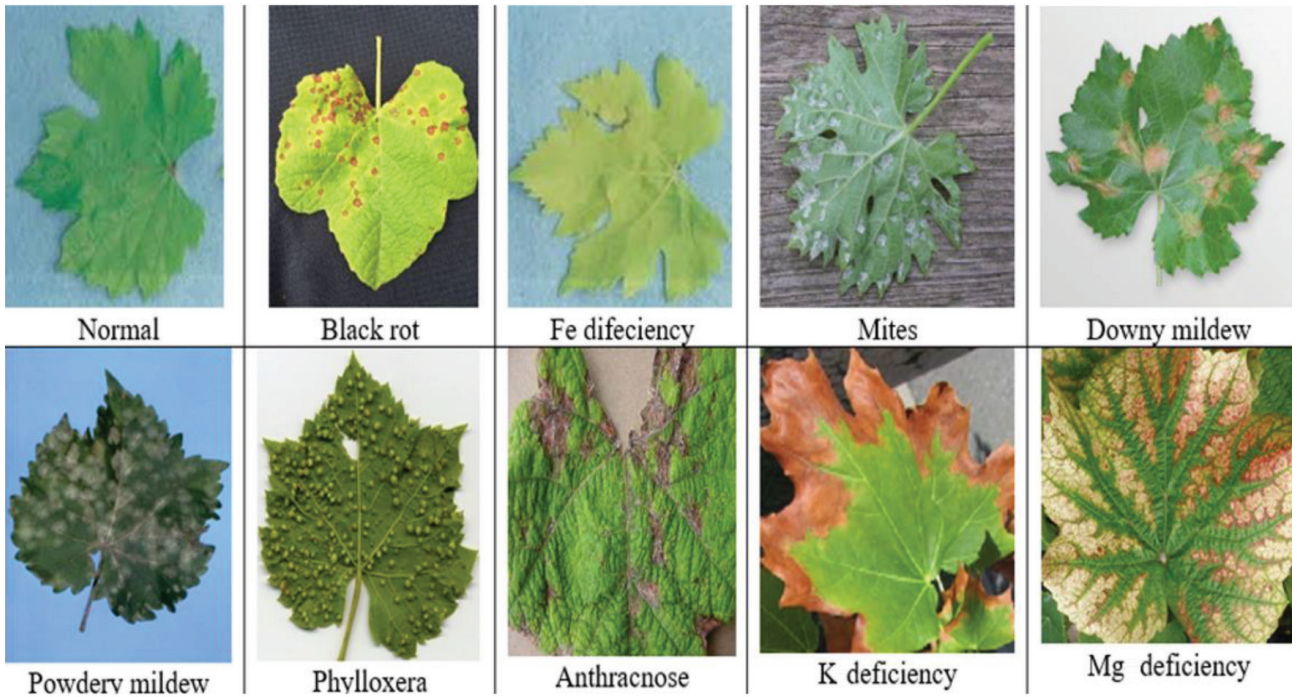 Normal
Black rot
Fe difeciency
Mites
Downy mildew
Powdery mildew
Phylloxera
Anthracnose
K deficiency
Mg deficiency